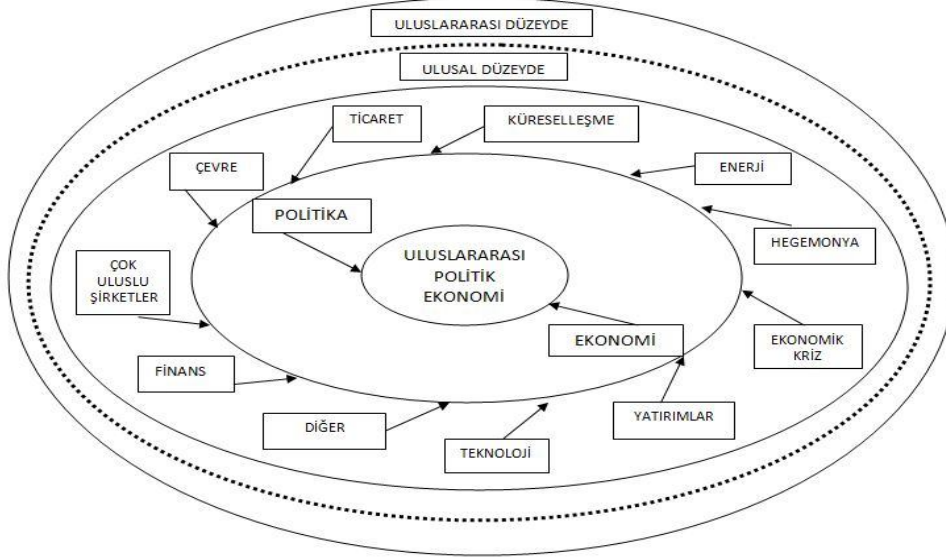 ULUSLARARASI DÜZEYDE
ULUSAL DÜZEYDE
TİCARET
KÜRESELLEŞME
ÇEVRE
ENERJİ
POLİTİKA
HEGEMONYA
ULUSLARARASI
POLİTİK
EKONOMİ
ÇOK
ULUSLU
ŞİRKETLER
EKONOMİ
EKONOMİK
KRİZ
FİNANS
YATIRIMLAR
DİĞER
TEKNOLOJİ